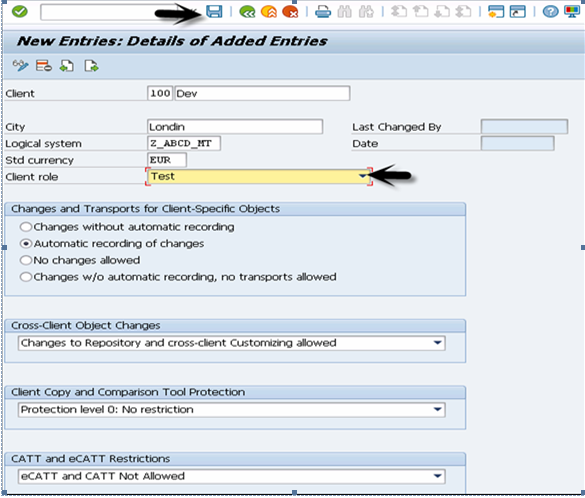 New Entries: Details of Added Entries
Client 100 Dev
City Londin Last Changed By
Logical system Z_ABCD_MT Date
Std currency EUR
Client role Test
Changes and Transports for Client-Specific Objects
Changes without automatic recording
Automatic recording of changes
No changes allowed
Changes w/o automatic recording, no transports allowed
Cross-Client Object Changes
Changes to Repository and cross-client Customizing allowed
Client Copy and Comparison Tool Protection
Protection level 0: No restriction
CATT and eCATT Restrictions
eCATT and CATT Not Allowed